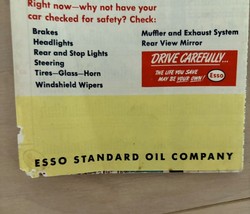 Right now—why not have your
car checked for safety? Check:
Brakes
Headlights
Rear and Stop Lights
Steering
Tires—Glass—Horn
Windshield Wipers
Muffler and Exhaust System
Rear View Mirror
DRIVE CAREFULLY...
THE LIFE YOU SAVE
MAY BE YOUR OWN!
Esso
ESSO STANDARD OIL COMPANY